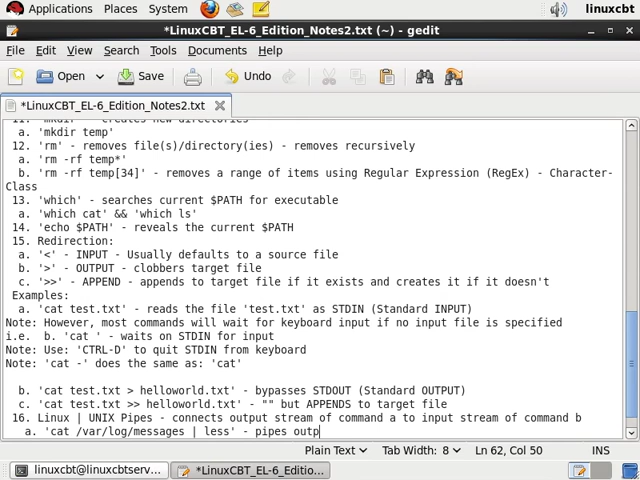 Applications Places System linuxcbt
*LinuxCBT_EL-6_Edition_Notes2.txt (~) - gedit
File Edit View Search Tools Documents Help
Open Save Undo
*LinuxCBT_EL-6_Edition_Notes2.txt
a. 'mkdir temp'
12. 'rm' - removes file(s)/directory(ies) - removes recursively
a. 'rm -rf temp*'
b. 'rm -rf temp[34]' - removes a range of items using Regular Expression (RegEx) - Character-
Class
13. 'which' - searches current $PATH for executable
a. 'which cat' && 'which ls'
14. 'echo $PATH' - reveals the current $PATH
15. Redirection:
a. '<' - INPUT - Usually defaults to a source file
b. '>' - OUTPUT - clobbers target file
c. '>>' - APPEND - appends to target file if it exists and creates it if it doesn't
Examples:
a. 'cat test.txt' - reads the file 'test.txt' as STDIN (Standard INPUT)
Note: However, most commands will wait for keyboard input if no input file is specified
i.e. b. 'cat ' - waits on STDIN for input
Note: Use: 'CTRL-D' to quit STDIN from keyboard
Note: 'cat -' does the same as: 'cat'
b. 'cat test.txt > helloworld.txt' - bypasses STDOUT (Standard OUTPUT)
c. 'cat test.txt >> helloworld.txt' - "" but APPENDS to target file
16. Linux | UNIX Pipes - connects output stream of command a to input stream of command b
a. 'cat /var/log/messages | less' - pipes outp
Plain Text Tab Width: 8 Ln 62, Col 50 INS
linuxcbt@linuxcbtserv... *LinuxCBT_EL-6_Editio...